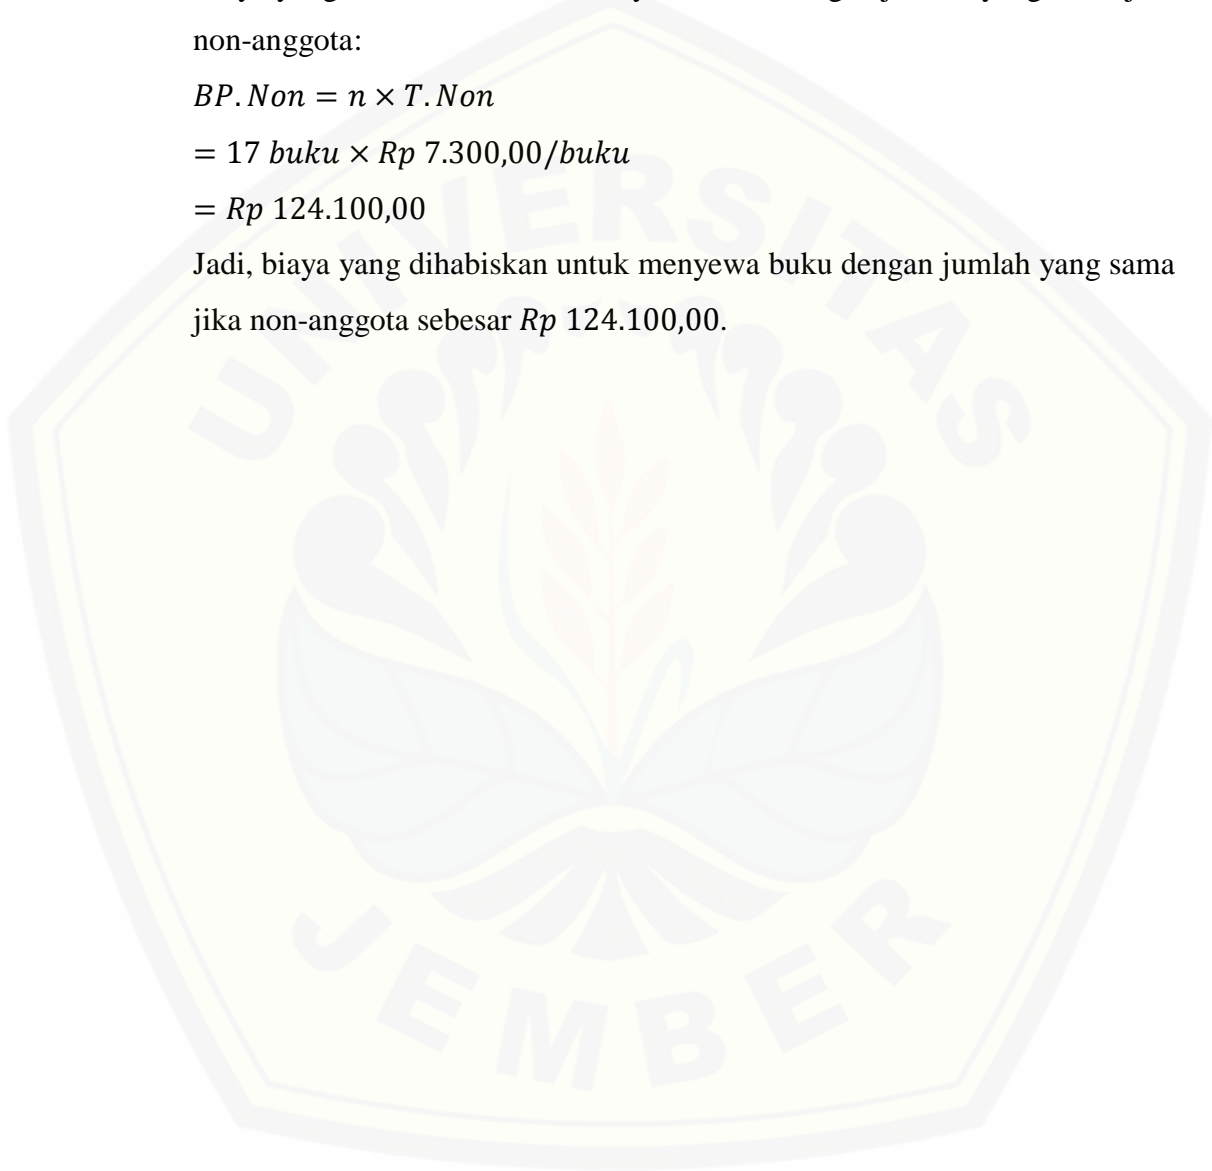 non-anggota:
BP. Non = n × T. Non
= 17 buku × Rp 7.300,00/buku
= Rp 124.100,00
Jadi, biaya yang dihabiskan untuk menyewa buku dengan jumlah yang sama
jika non-anggota sebesar Rp 124.100,00.
UNIVERSITAS
JEMBER